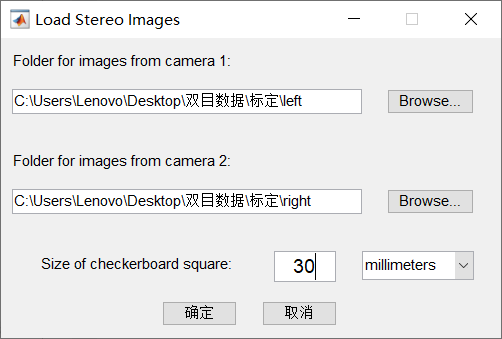 Load Stereo Images
Folder for images from camera 1:
C:\Users\Lenovo\Desktop\双目数据\标定\left
Browse...
Folder for images from camera 2:
C:\Users\Lenovo\Desktop\双目数据\标定\right
Browse...
Size of checkerboard square:
30
millimeters
确定
取消